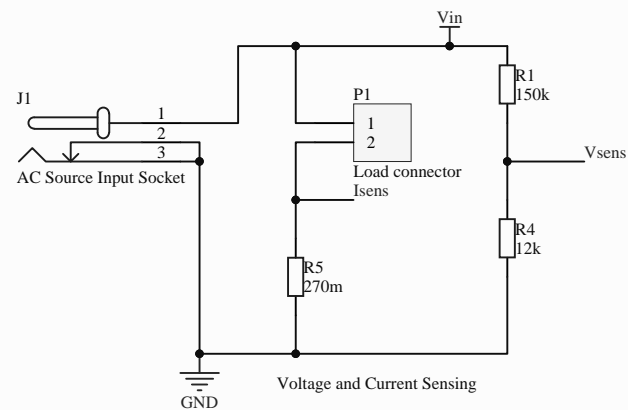 Vin
J1
R1
150k
P1
1
2
3
1
2
Vsens
AC Source Input Socket
Load connector
Isens
R4
12k
R5
270m
Voltage and Current Sensing
GND